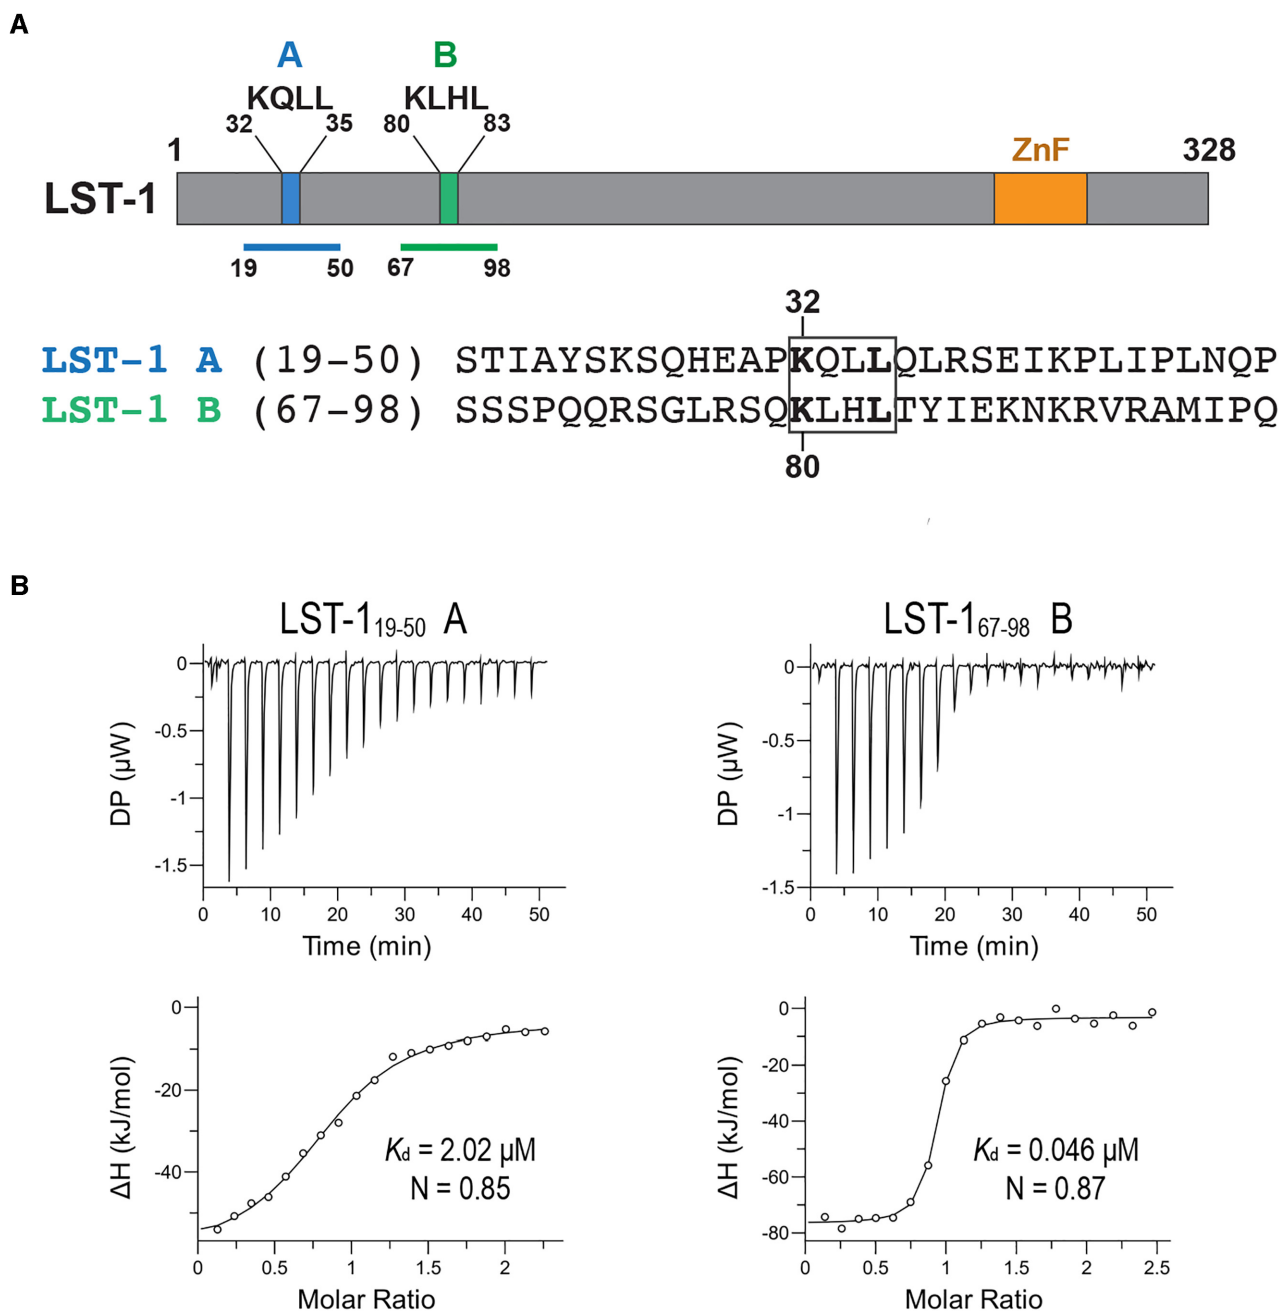 A
A B
KQLL KLHL
32 35 80 83
1 ZnF 328
LST-1
19 50 67 98
32
LST-1 A (19-50) STIAYSKSQHEAPKQLLQLRSEIKPLIPLNQP
LST-1 B (67-98) SSSPQQRSGLRSQKLHLTYIEKNKRVRAMIPQ
80
B
LST-1₁₉₋₅₀ A
0
-0.5
-1
-1.5
DP (µW)
0 10 20 30 40 50
Time (min)
LST-1₆₇₋₉₈ B
0
-0.5
-1
-1.5
DP (µW)
0 10 20 30 40 50
Time (min)
0
-20
-40
ΔH (kJ/mol)
Kd = 2.02 µM
N = 0.85
0 0.5 1 1.5 2
Molar Ratio
0
-20
-40
-60
-80
ΔH (kJ/mol)
Kd = 0.046 µM
N = 0.87
0 0.5 1 1.5 2 2.5
Molar Ratio